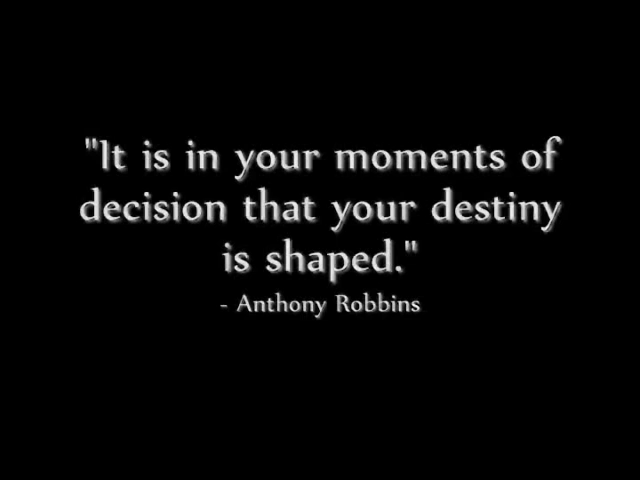 "It is in your moments of
decision that your destiny
is shaped."
- Anthony Robbins